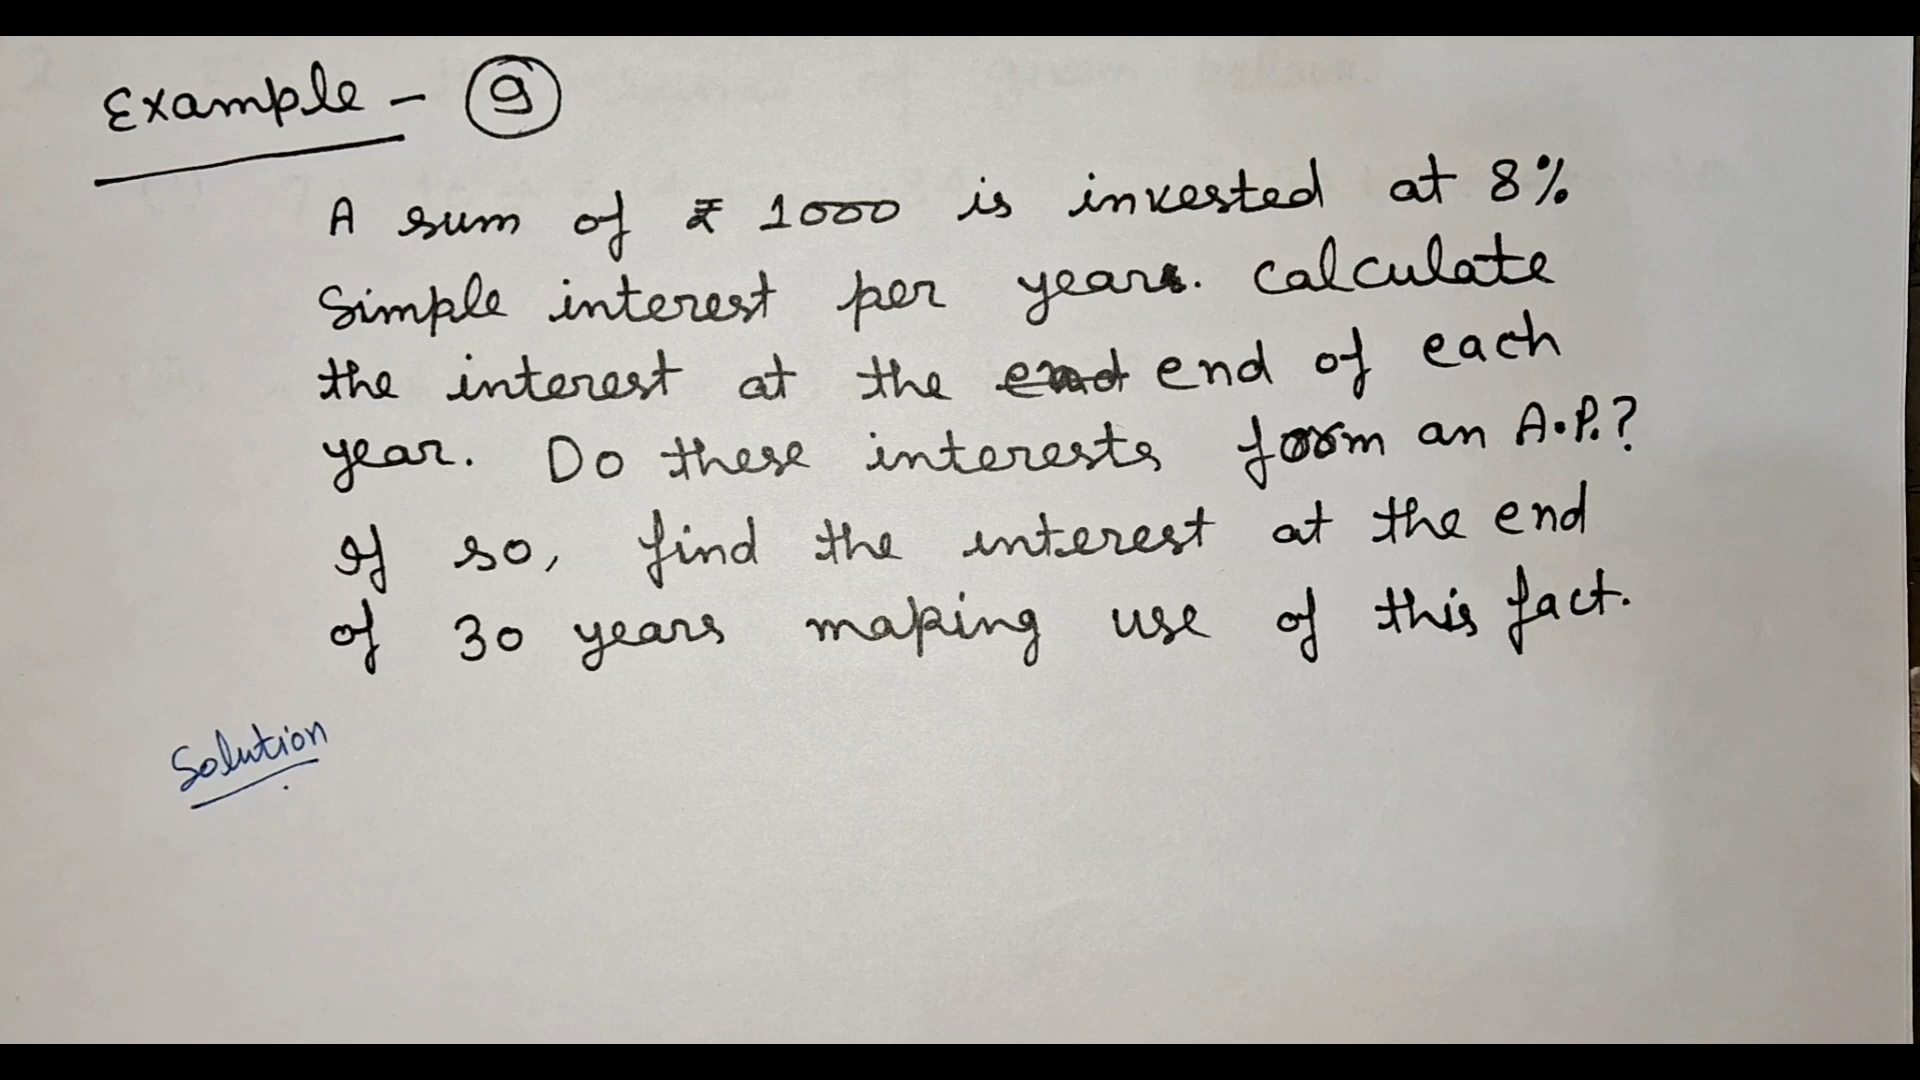 Example - 9
A sum of ₹ 1000 is invested at 8%
Simple interest per year. Calculate
the interest at the end end of each
year. Do these interests form an A.P.?
If so, find the interest at the end
of 30 years making use of this fact.
Solution